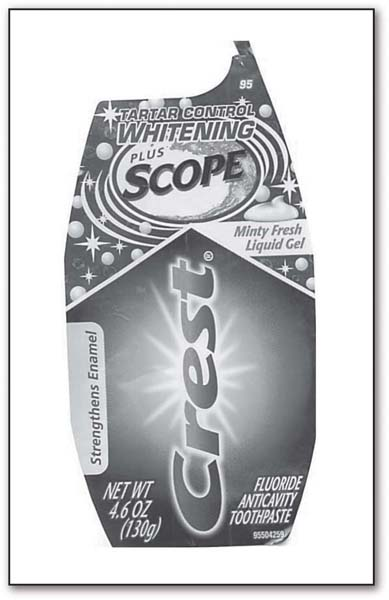 95
TARTAR CONTROL
WHITENING
PLUS
SCOPE
Minty Fresh
Liquid Gel
Crest®
Strengthens Enamel
NET WT
4.6 OZ
(130g)
FLUORIDE
ANTICAVITY
TOOTHPASTE
95504259